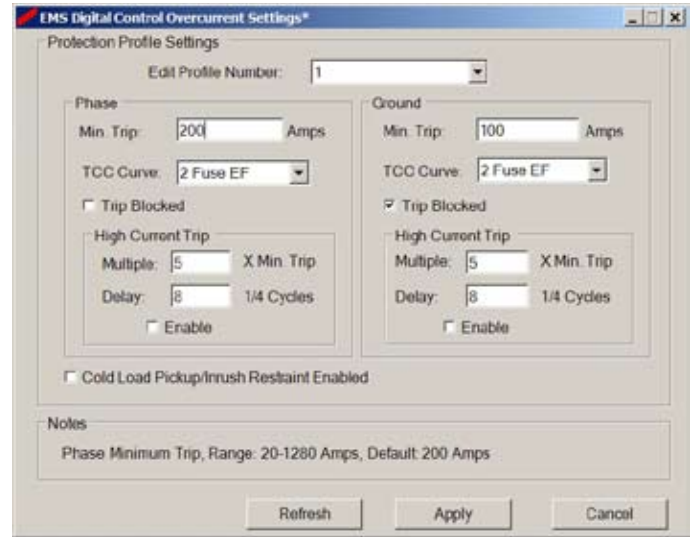 EMS Digital Control Overcurrent Settings*
Protection Profile Settings
Edit Profile Number: 1
Phase
Min. Trip: 200 Amps
TCC Curve: 2 Fuse EF
Trip Blocked
High Current Trip
Multiple: 5 X Min. Trip
Delay: 8 1/4 Cycles
Enable
Ground
Min. Trip: 100 Amps
TCC Curve: 2 Fuse EF
Trip Blocked
High Current Trip
Multiple: 5 X Min. Trip
Delay: 8 1/4 Cycles
Enable
Cold Load Pickup/Inrush Restraint Enabled
Notes
Phase Minimum Trip, Range: 20-1280 Amps, Default: 200 Amps
Refresh
Apply
Cancel